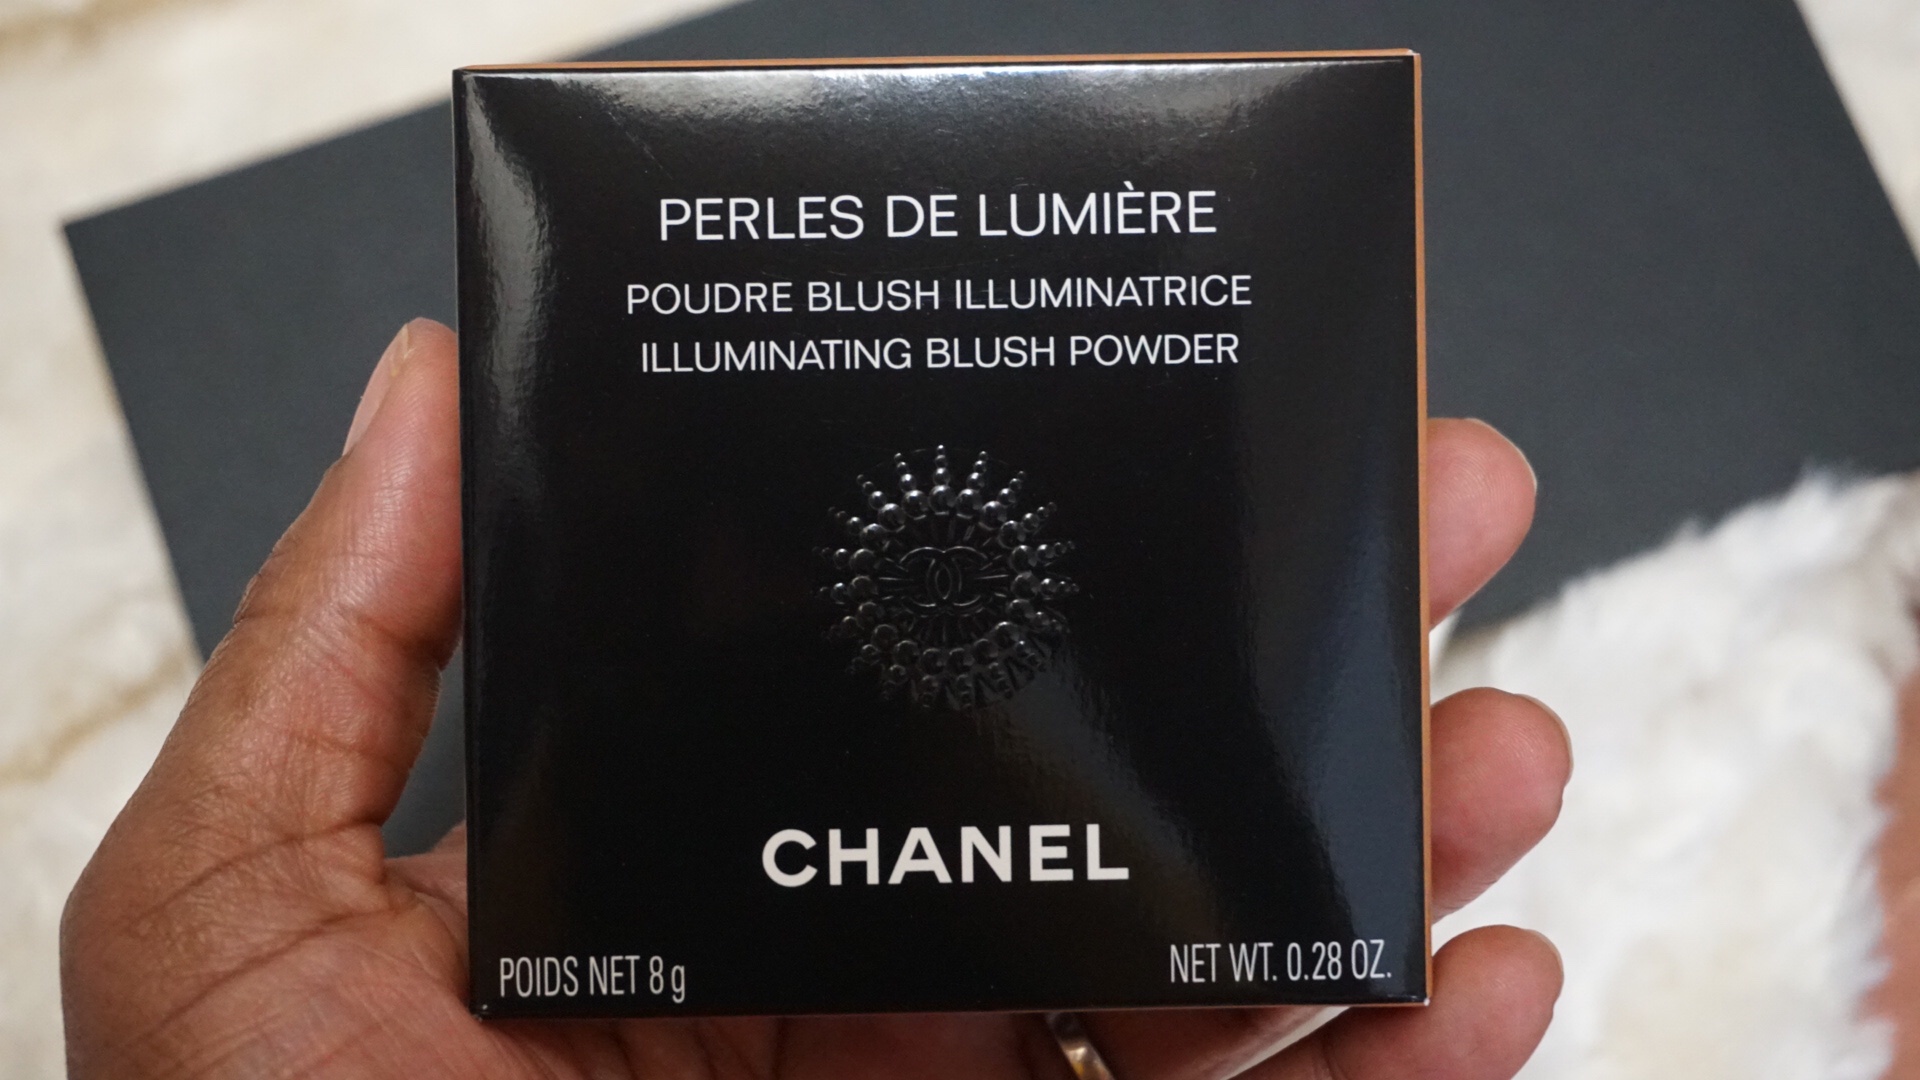 PERLES DE LUMIÈRE
POUDRE BLUSH ILLUMINATRICE
ILLUMINATING BLUSH POWDER
CHANEL
POIDS NET 8 g
NET WT. 0.28 OZ.